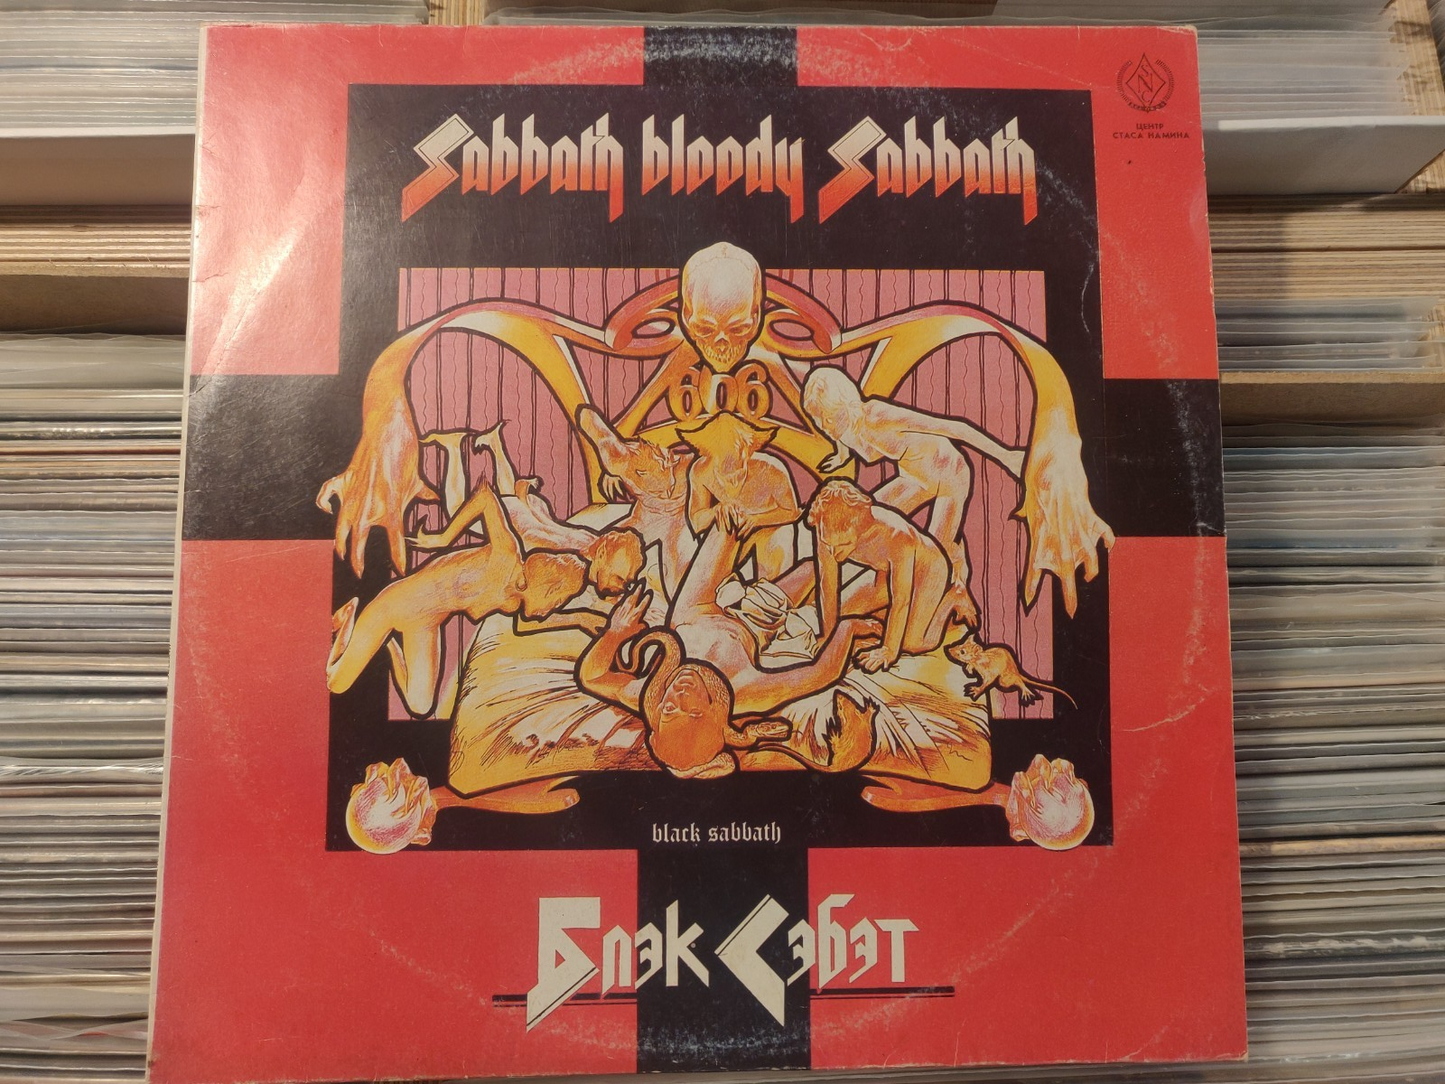 Sabbath bloody Sabbath
N
ЦЕНТР
СТАСА НАМИНА
666
black sabbath
Блэк Сэбэт